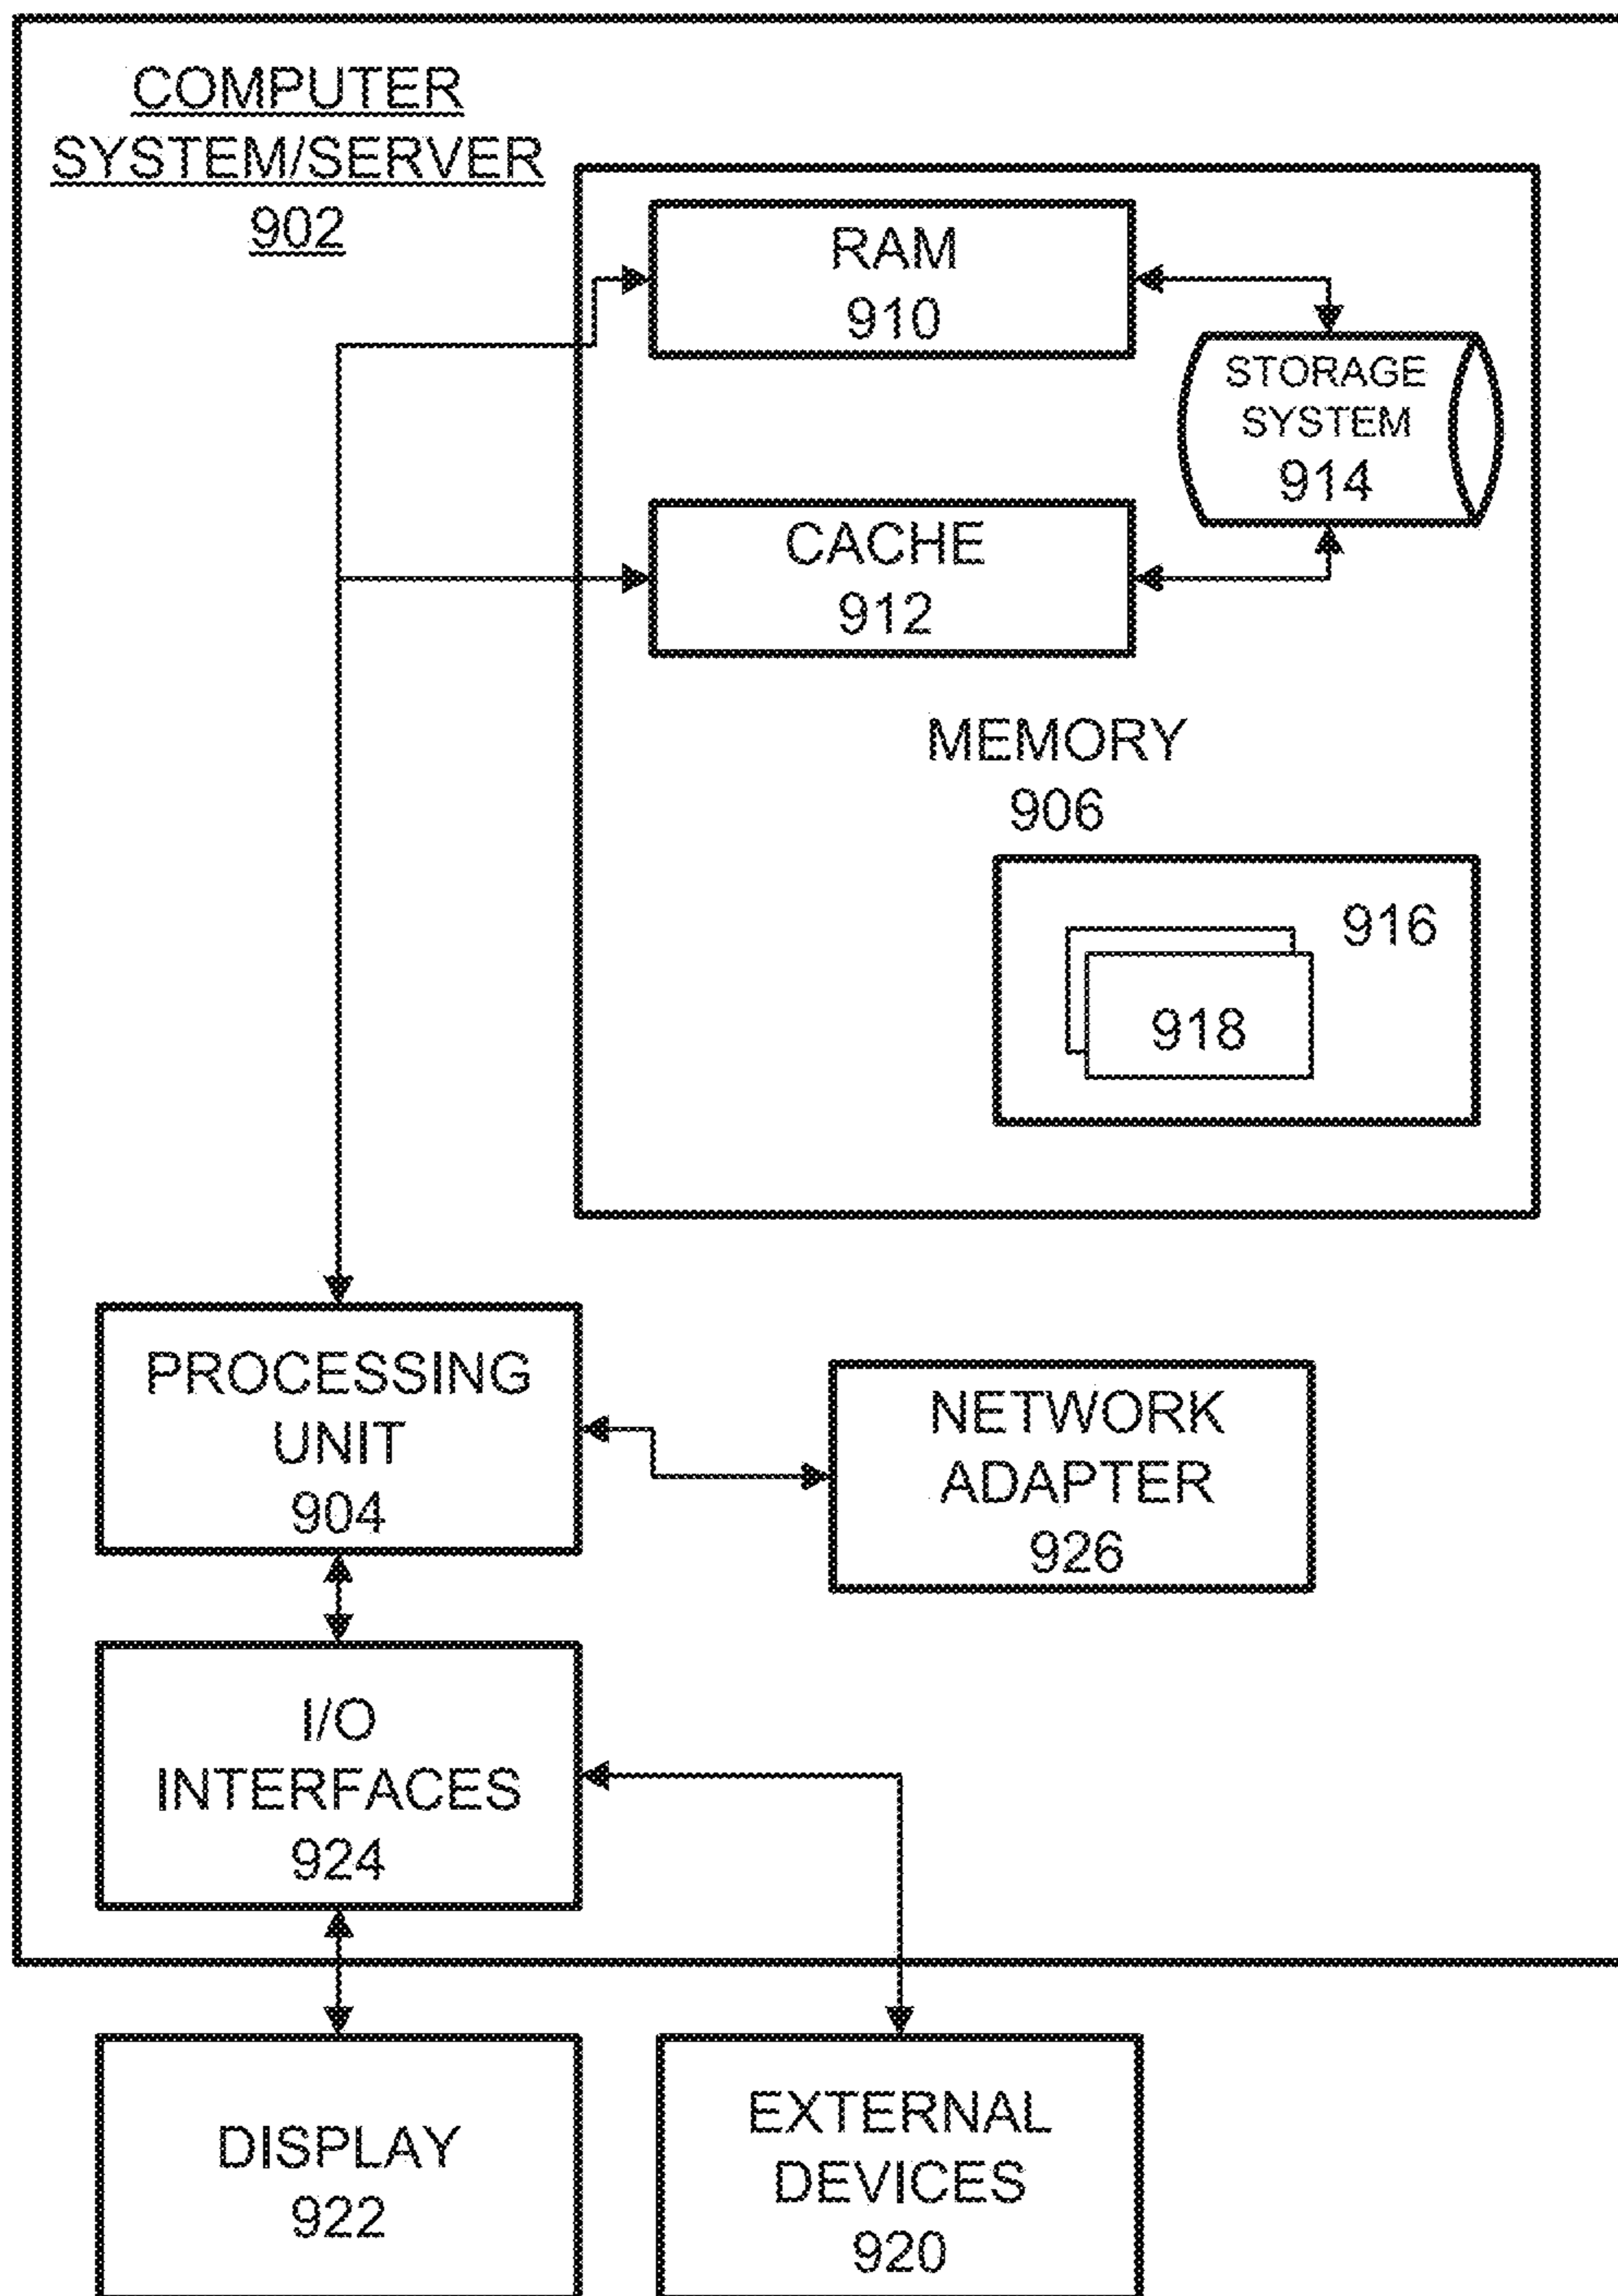 COMPUTER
SYSTEM/SERVER
902
RAM
910
STORAGE
SYSTEM
914
CACHE
912
MEMORY
906
916
918
PROCESSING
UNIT
904
NETWORK
ADAPTER
926
I/O
INTERFACES
924
DISPLAY
922
EXTERNAL
DEVICES
920